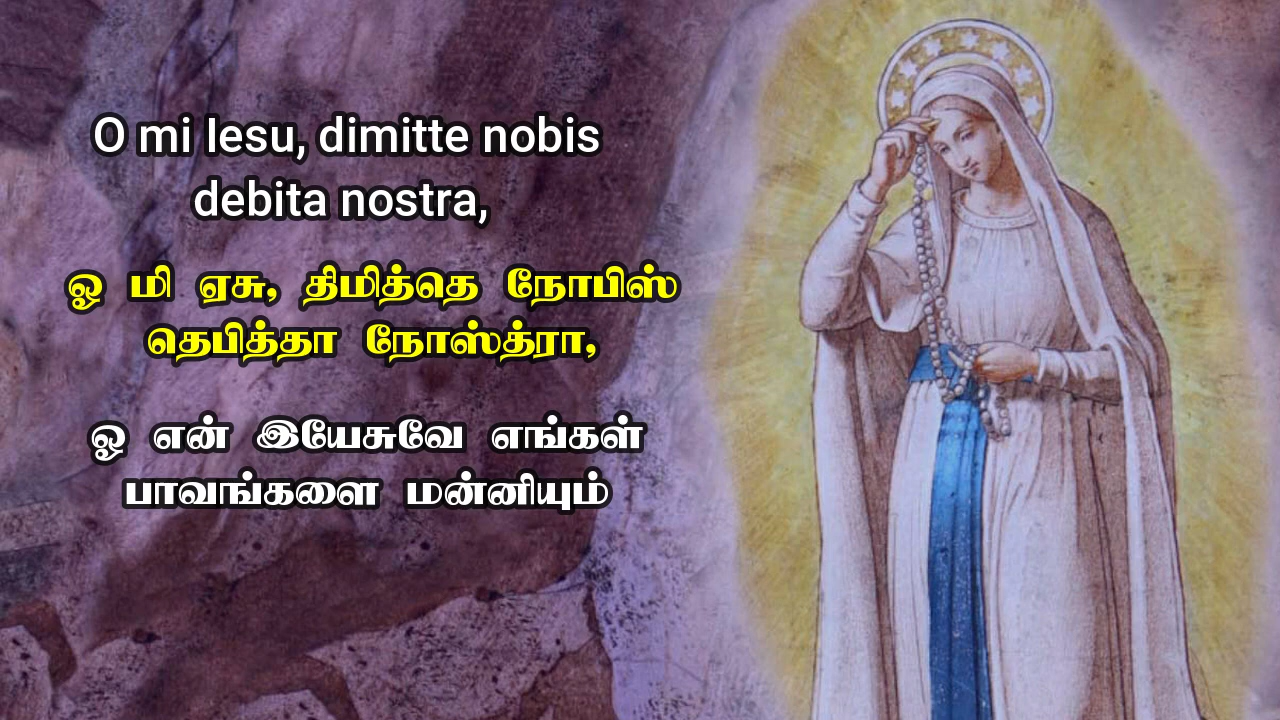 O mi Iesu, dimitte nobis
debita nostra,
ஓ மி ஏசு, திமித்தெ நோபிஸ்
தெபித்தா நோஸ்த்ரா,
ஓ என் இயேசுவே எங்கள்
பாவங்களை மன்னியும்